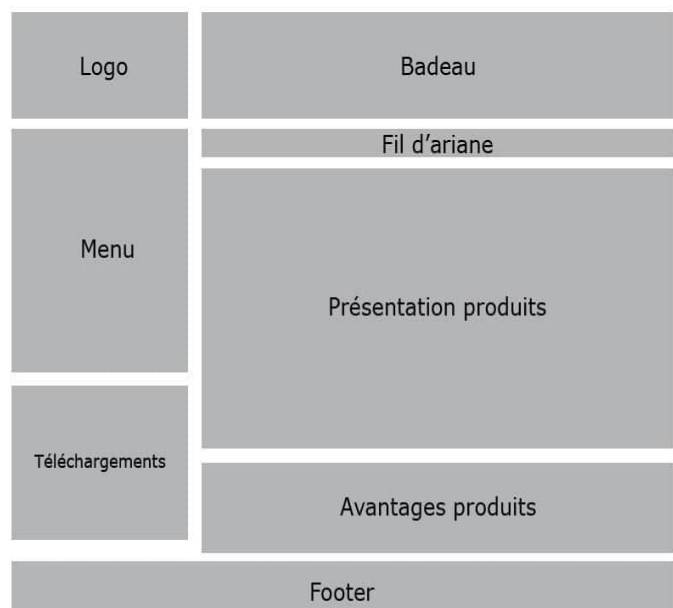 Logo
Badeau
Fil d’ariane
Menu
Présentation produits
Téléchargements
Avantages produits
Footer